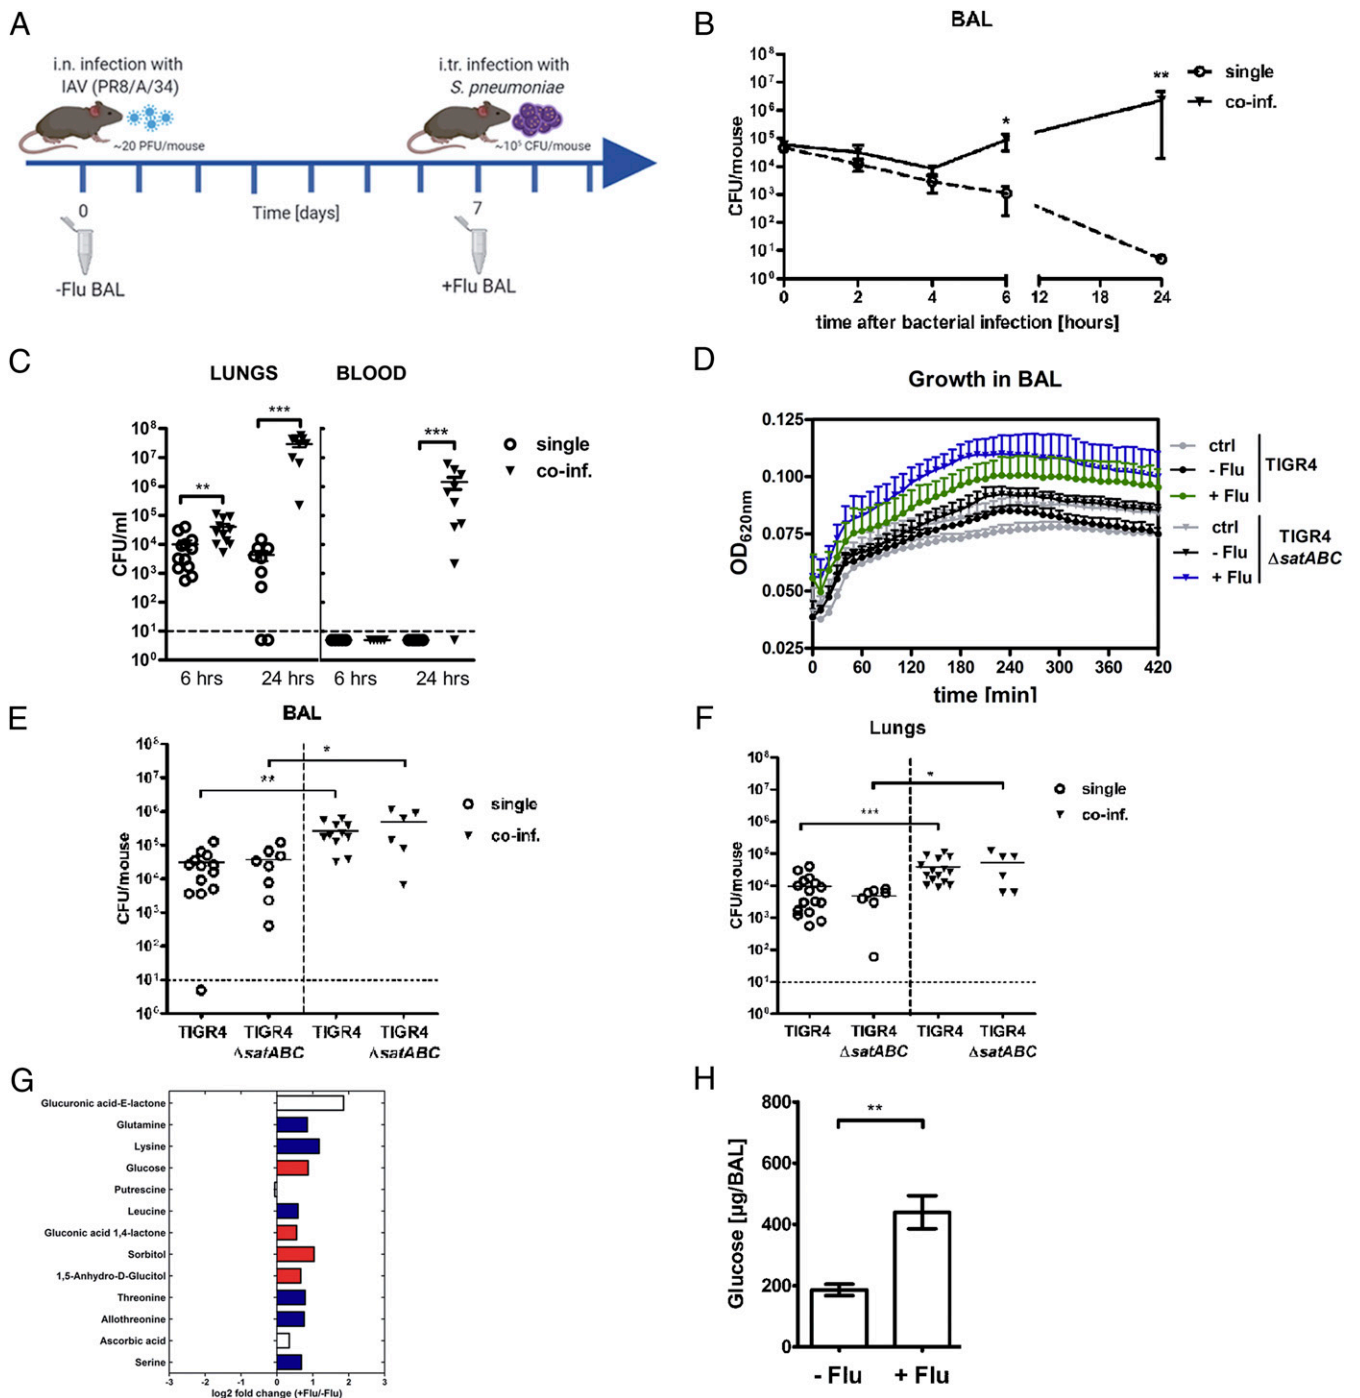 A
i.n. infection with
IAV (PR8/A/34)
~20 PFU/mouse
i.tr. infection with
S. pneumoniae
~10⁵ CFU/mouse
0
Time [days]
7
-Flu BAL
+Flu BAL
B
BAL
CFU/mouse
10⁸
10⁷
10⁶
10⁵
10⁴
10³
10²
10¹
10⁰
*
**
single
co-inf.
0 2 4 6 12 18 24
time after bacterial infection [hours]
C
LUNGS BLOOD
CFU/ml
10⁸
10⁷
10⁶
10⁵
10⁴
10³
10²
10¹
10⁰
**
***
***
single
co-inf.
6 hrs 24 hrs 6 hrs 24 hrs
D
Growth in BAL
OD620nm
0.125
0.100
0.075
0.050
0.025
0 60 120 180 240 300 360 420
time [min]
ctrl
- Flu
+ Flu
TIGR4
ctrl
- Flu
+ Flu
TIGR4
ΔsatABC
E
BAL
CFU/mouse
10⁸
10⁷
10⁶
10⁵
10⁴
10³
10²
10¹
10⁰
**
*
single
co-inf.
TIGR4 TIGR4 TIGR4 TIGR4
ΔsatABC ΔsatABC
F
Lungs
CFU/mouse
10⁸
10⁷
10⁶
10⁵
10⁴
10³
10²
10¹
10⁰
***
*
single
co-inf.
TIGR4 TIGR4 TIGR4 TIGR4
ΔsatABC ΔsatABC
G
Glucuronic acid-E-lactone
Glutamine
Lysine
Glucose
Putrescine
Leucine
Gluconic acid 1,4-lactone
Sorbitol
1,5-Anhydro-D-Glucitol
Threonine
Allothreonine
Ascorbic acid
Serine
-3 -2 -1 0 1 2 3
log2 fold change (+Flu/-Flu)
H
Glucose [µg/BAL]
800
600
400
200
0
**
- Flu + Flu